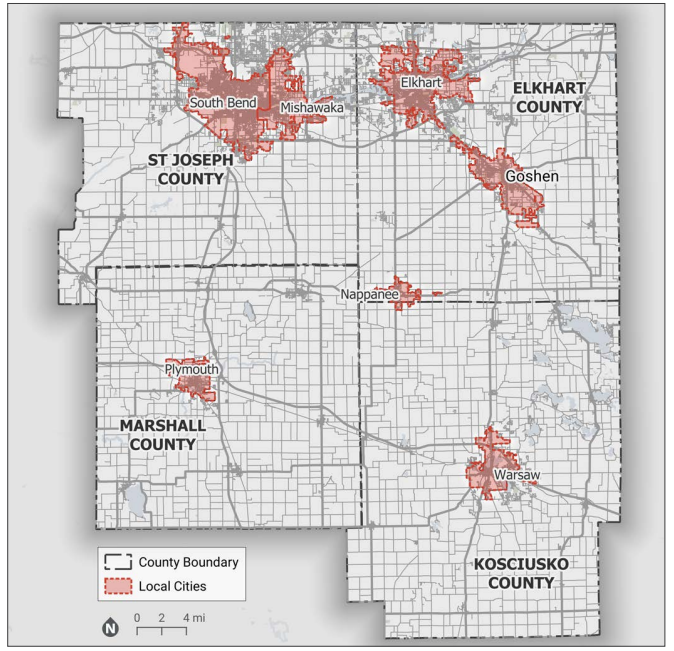 Elkhart
ELKHART
COUNTY
South Bend
Mishawaka
ST JOSEPH
COUNTY
Goshen
Nappanee
Plymouth
MARSHALL
COUNTY
Warsaw
KOSCIUSKO
COUNTY
County Boundary
Local Cities
N
0 2 4 mi